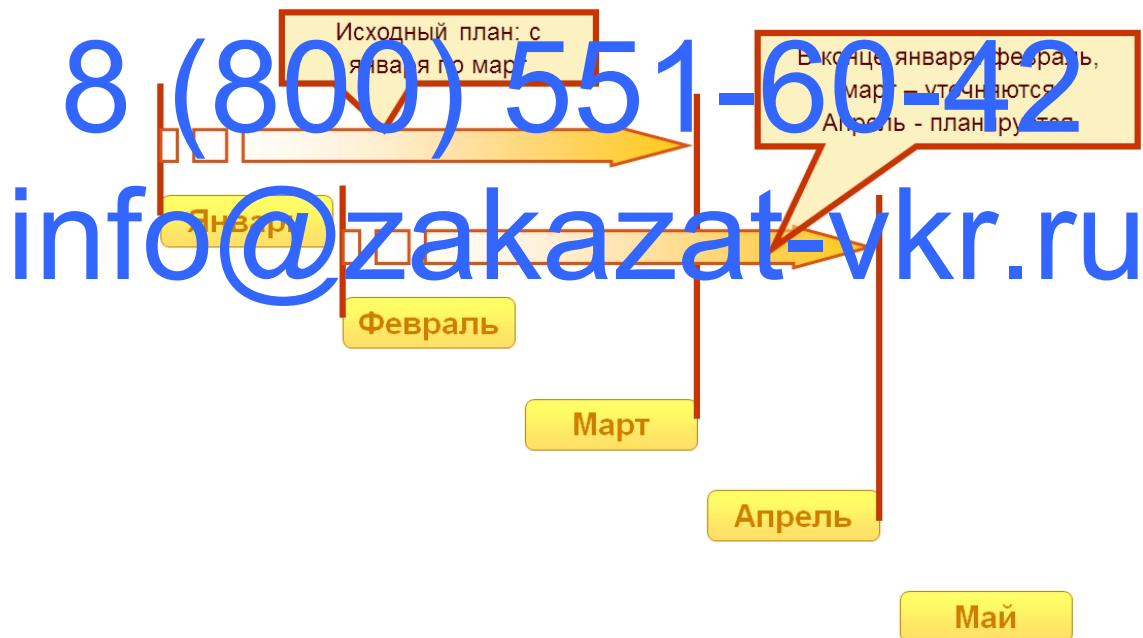 Исходный план: с
января по март
В конце января: февраль,
март – уточняются
Апрель - планируется
8 (800) 551-60-42
info@zakazat-vkr.ru
Январь
Февраль
Март
Апрель
Май